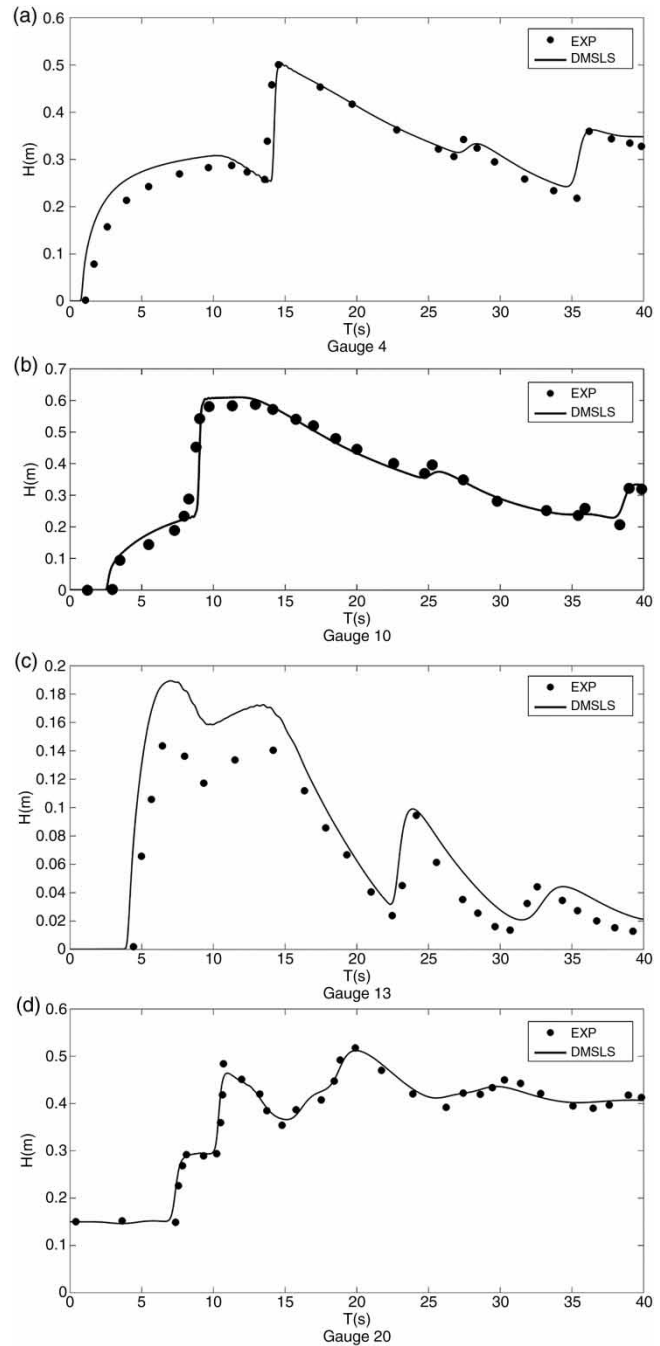 (a)
0.6
0.5
0.4
0.3
0.2
0.1
0
H(m)
EXP
DMSLS
0 5 10 15 20 25 30 35 40
T(s)
Gauge 4
(b)
0.7
0.6
0.5
0.4
0.3
0.2
0.1
0
H(m)
EXP
DMSLS
0 5 10 15 20 25 30 35 40
T(s)
Gauge 10
(c)
0.2
0.18
0.16
0.14
0.12
0.1
0.08
0.06
0.04
0.02
0
H(m)
EXP
DMSLS
0 5 10 15 20 25 30 35 40
T(s)
Gauge 13
(d)
0.6
0.5
0.4
0.3
0.2
0.1
0
H(m)
EXP
DMSLS
0 5 10 15 20 25 30 35 40
T(s)
Gauge 20